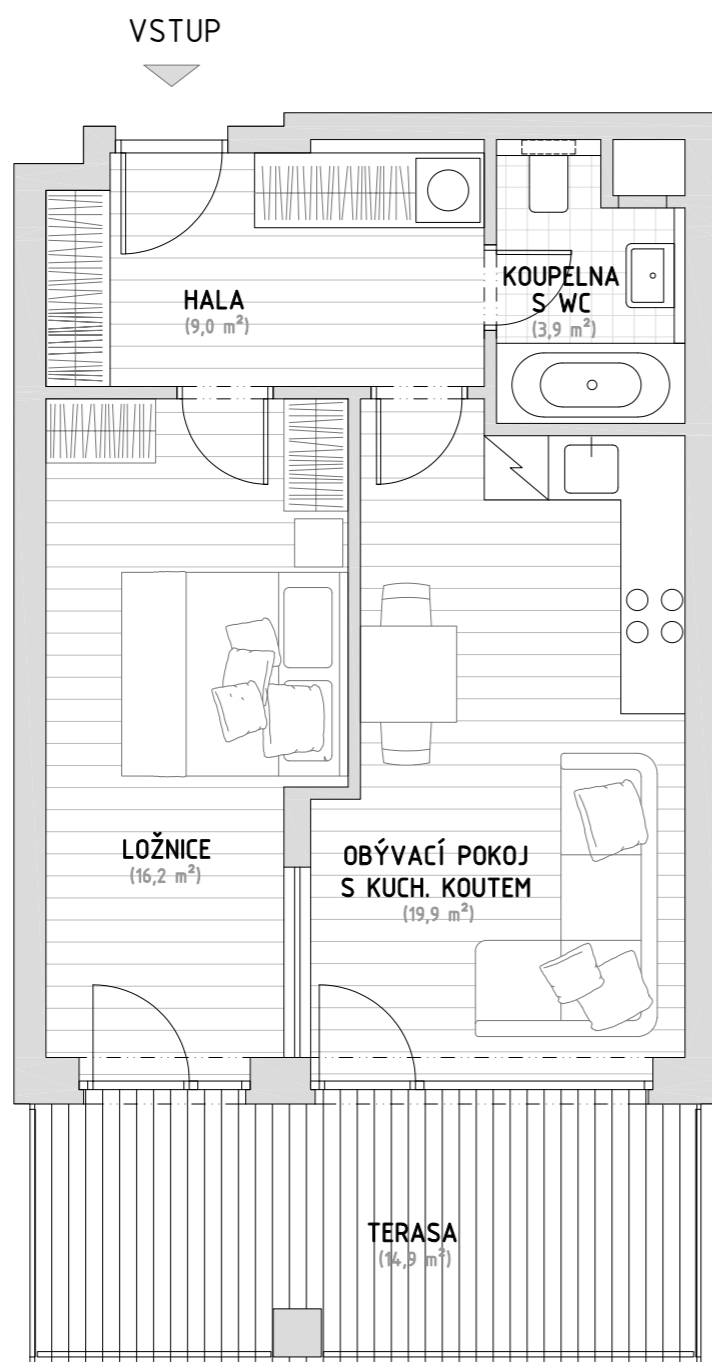 VSTUP
HALA
(9,0 m²)
KOUPELNA
S WC
(3,9 m²)
LOŽNICE
(16,2 m²)
OBÝVACÍ POKOJ
S KUCH. KOUTEM
(19,9 m²)
TERASA
(14,9 m²)